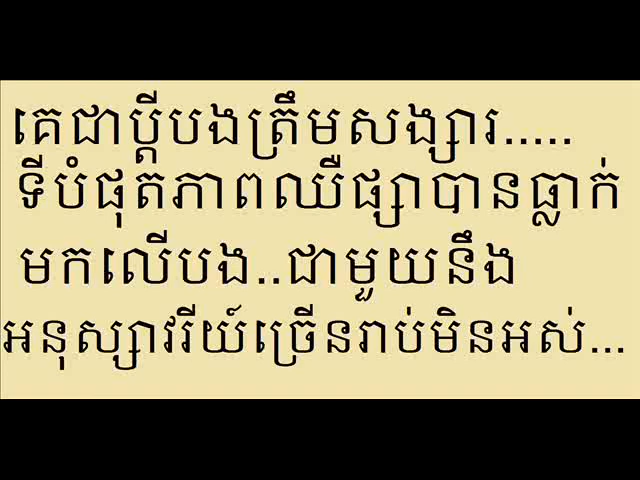 គេជាប្ដីបងត្រឹមសង្សារ.....
ទីបំផុតភាពឈឺផ្សាបានធ្លាក់
មកលើបង..ជាមួយនឹង
អនុស្សាវរីយ៍ច្រើនរាប់មិនអស់...